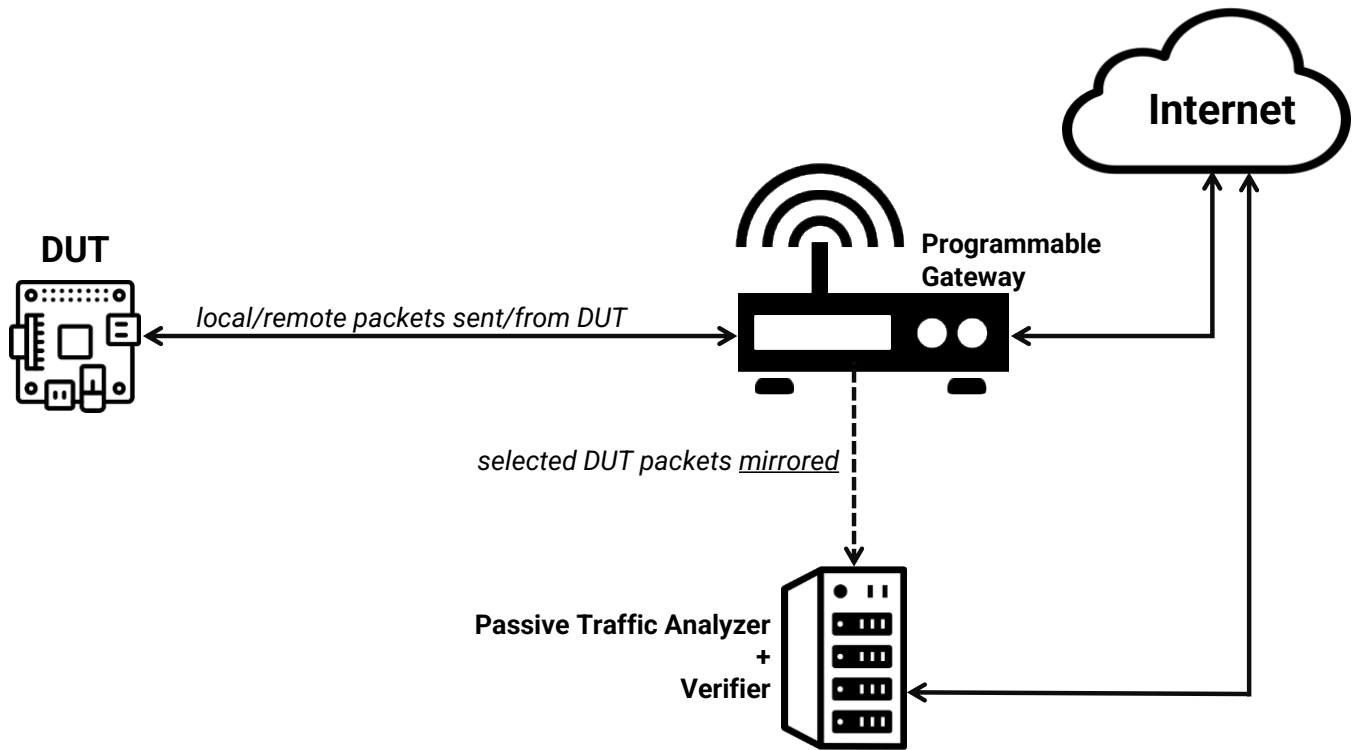 Internet
Programmable
Gateway
DUT
local/remote packets sent/from DUT
selected DUT packets mirrored
Passive Traffic Analyzer
+
Verifier